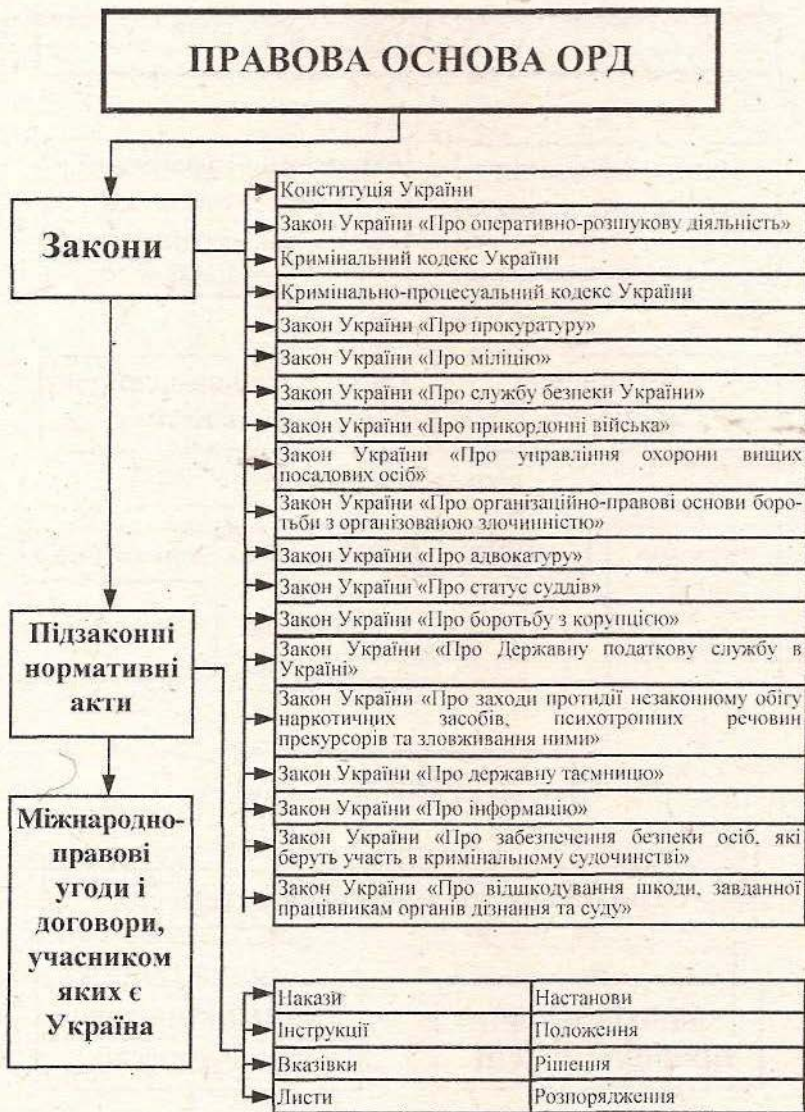 ПРАВОВА ОСНОВА ОРД
Закони
Конституція України
Закон України «Про оперативно-розшукову діяльність»
Кримінальний кодекс України
Кримінально-процесуальний кодекс України
Закон України «Про прокуратуру»
Закон України «Про міліцію»
Закон України «Про службу безпеки України»
Закон України «Про прикордонні війська»
Закон України «Про управління охорони вищих
посадових осіб»
Закон України «Про організаційно-правові основи боро-
тьби з організованою злочинністю»
Закон України «Про адвокатуру»
Закон України «Про статус суддів»
Закон України «Про боротьбу з корупцією»
Закон України «Про Державну податкову службу в
Україні»
Закон України «Про заходи протидії незаконному обігу
наркотичних засобів, психотропних речовин
прекурсорів та зловживання ними»
Закон України «Про державну таємницю»
Закон України «Про інформацію»
Закон України «Про забезпечення безпеки осіб, які
беруть участь в кримінальному судочинстві»
Закон України «Про відшкодування шкоди, завданної
працівникам органів дізнання та суду»
Підзаконні
нормативні
акти
Міжнародно-
правові
угоди і
договори,
учасником
яких є
Україна
Накази Настанови
Інструкції Положення
Вказівки Рішення
Листи Розпорядження